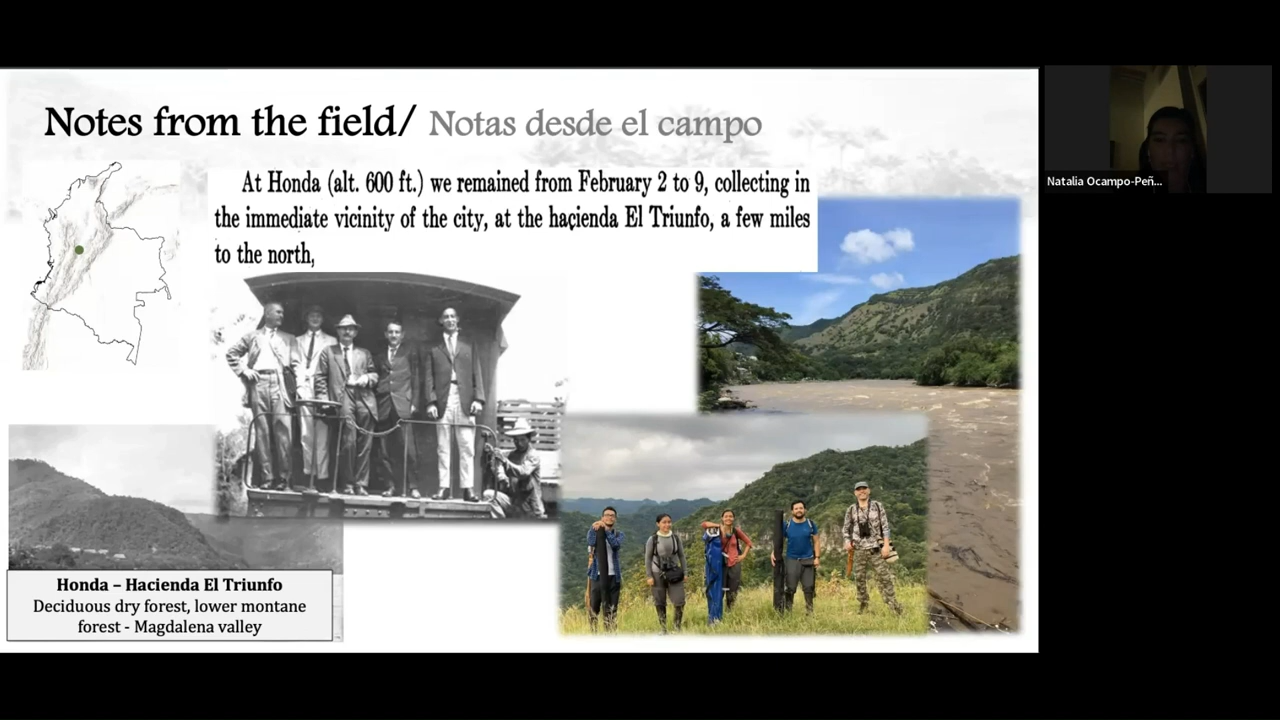 Notes from the field/ Notas desde el campo
At Honda (alt. 600 ft.) we remained from February 2 to 9, collecting in
the immediate vicinity of the city, at the haçienda El Triunfo, a few miles
to the north,
Honda – Hacienda El Triunfo
Deciduous dry forest, lower montane
forest - Magdalena valley
Natalia Ocampo-Peñ...